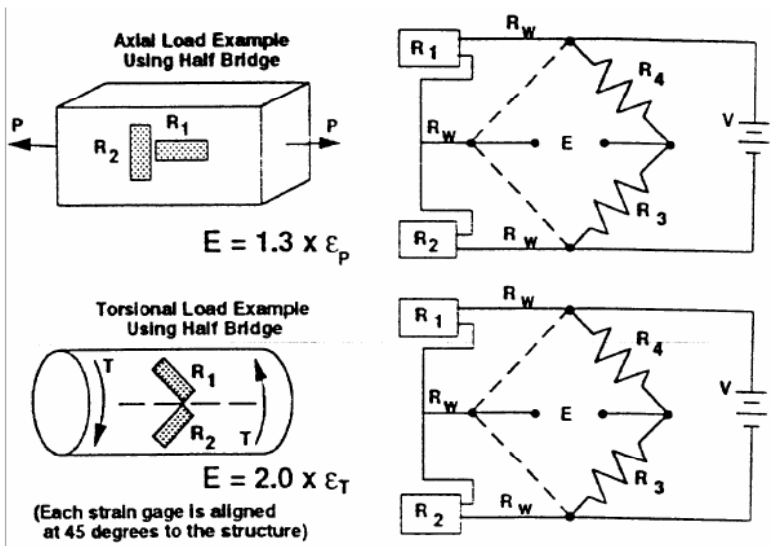 Axial Load Example
Using Half Bridge
P
R1
R2
P
E = 1.3 x εP
R1
RW
R4
RW
E
V
R2
RW
R3
Torsional Load Example
Using Half Bridge
T
R1
R2
T
E = 2.0 x εT
(Each strain gage is aligned
at 45 degrees to the structure)
R1
RW
R4
RW
E
V
R2
RW
R3